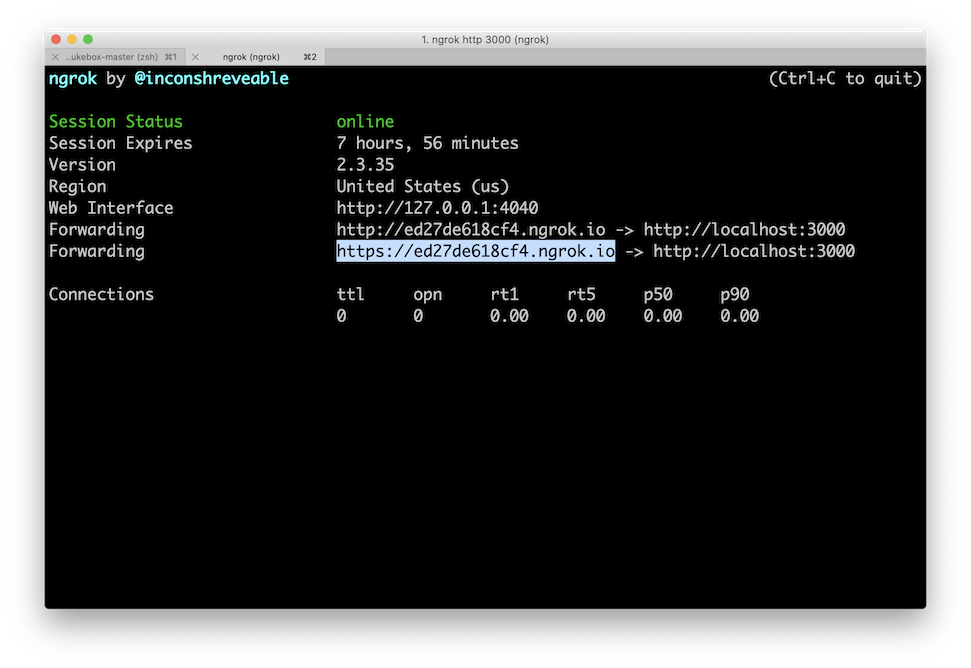 1. ngrok http 3000 (ngrok)
..ukebox-master (zsh) ⌘1 ngrok (ngrok) ⌘2
ngrok by @inconshreveable (Ctrl+C to quit)
Session Status online
Session Expires 7 hours, 56 minutes
Version 2.3.35
Region United States (us)
Web Interface http://127.0.0.1:4040
Forwarding http://ed27de618cf4.ngrok.io -> http://localhost:3000
Forwarding https://ed27de618cf4.ngrok.io -> http://localhost:3000
Connections ttl opn rt1 rt5 p50 p90
0 0 0.00 0.00 0.00 0.00